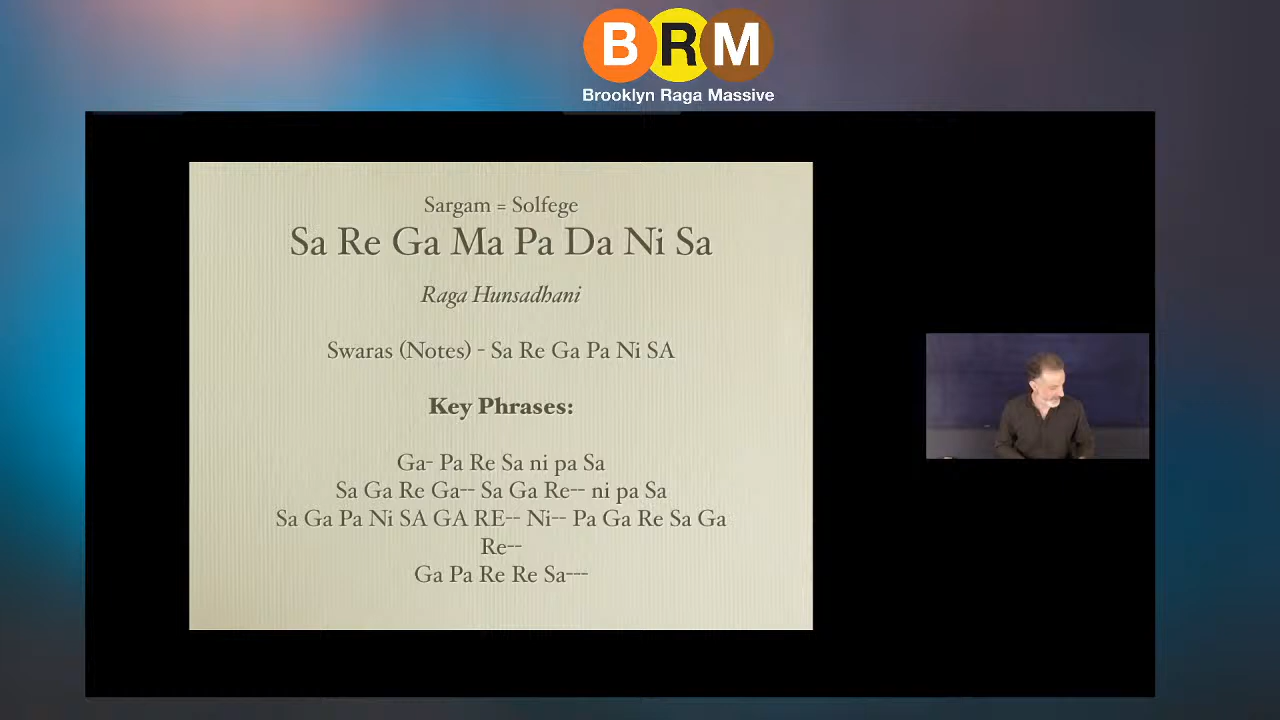 BRM
Brooklyn Raga Massive
Sargam = Solfege
Sa Re Ga Ma Pa Da Ni Sa
Raga Hunsadhani
Swaras (Notes) - Sa Re Ga Pa Ni SA
Key Phrases:
Ga- Pa Re Sa ni pa Sa
Sa Ga Re Ga-- Sa Ga Re-- ni pa Sa
Sa Ga Pa Ni SA GA RE-- Ni-- Pa Ga Re Sa Ga
Re--
Ga Pa Re Re Sa---